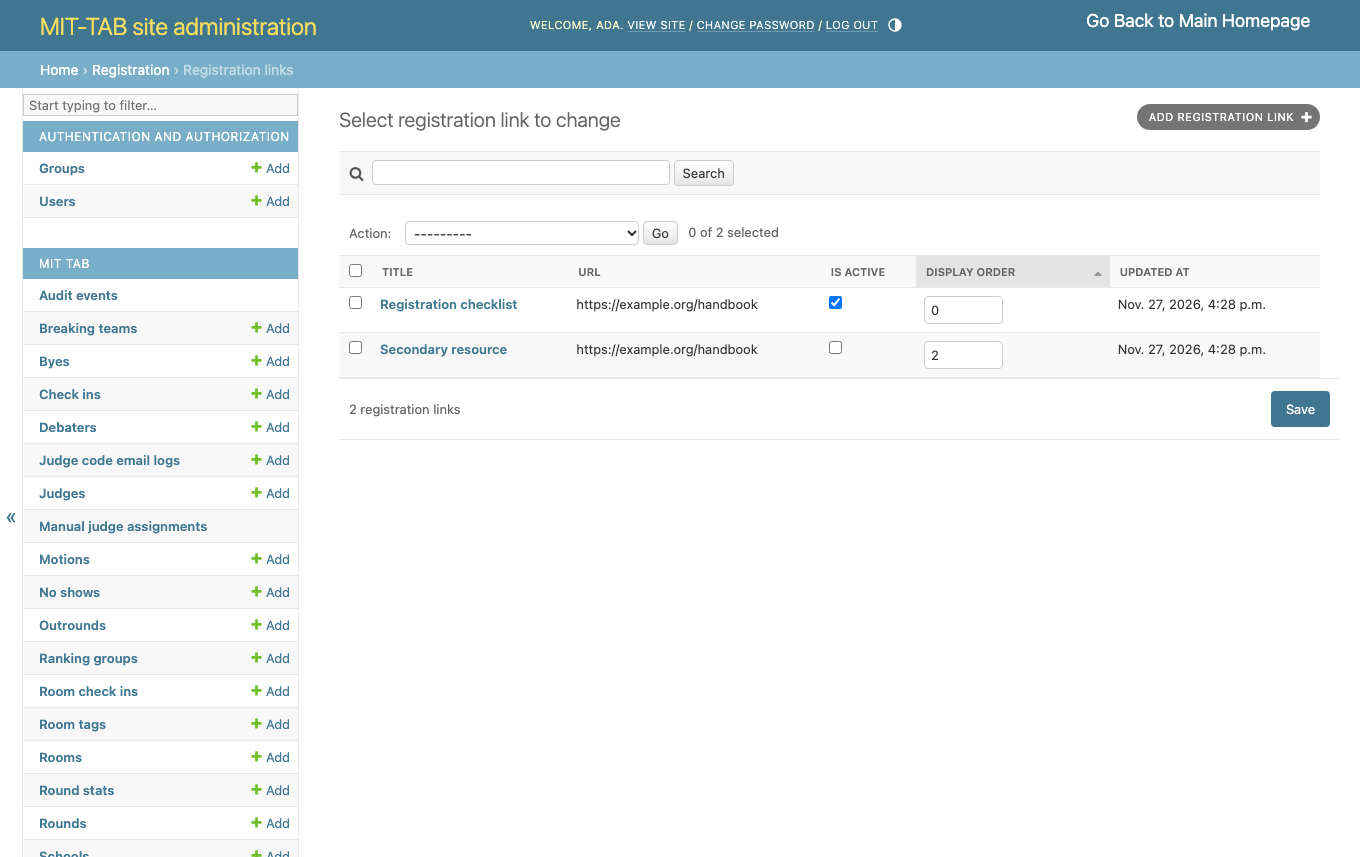 MIT-TAB site administration
WELCOME, ADA. VIEW SITE / CHANGE PASSWORD / LOG OUT
Go Back to Main Homepage
Home › Registration › Registration links
Start typing to filter...
AUTHENTICATION AND AUTHORIZATION
Groups + Add
Users + Add
MIT TAB
Audit events
Breaking teams + Add
Byes + Add
Check ins + Add
Debaters + Add
Judge code email logs + Add
Judges + Add
Manual judge assignments
Motions + Add
No shows + Add
Outrounds + Add
Ranking groups + Add
Room check ins + Add
Room tags + Add
Rooms + Add
Round stats + Add
Rounds + Add
Schools + Add
«
Select registration link to change
ADD REGISTRATION LINK +
Search
Action: --------- Go 0 of 2 selected
TITLE URL IS ACTIVE DISPLAY ORDER UPDATED AT
Registration checklist https://example.org/handbook 0 Nov. 27, 2026, 4:28 p.m.
Secondary resource https://example.org/handbook 2 Nov. 27, 2026, 4:28 p.m.
2 registration links
Save